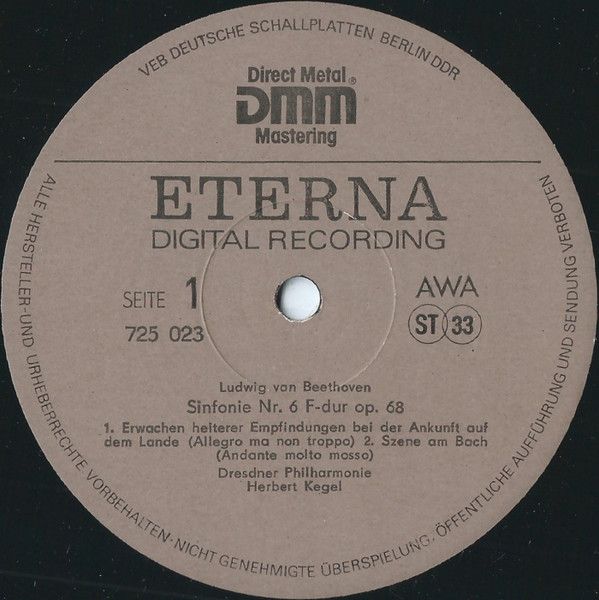 VEB DEUTSCHE SCHALLPLATTEN BERLIN DDR
Direct Metal®
DMM
Mastering
ETERNA
DIGITAL RECORDING
SEITE 1
725 023
AWA
ST 33
Ludwig van Beethoven
Sinfonie Nr. 6 F-dur op. 68
1. Erwachen heiterer Empfindungen bei der Ankunft auf
dem Lande (Allegro ma non troppo) 2. Szene am Bach
(Andante molto mosso)
Dresdner Philharmonie
Herbert Kegel
ALLE HERSTELLER-UND URHEBERRECHTE VORBEHALTEN·NICHT GENEHMIGTE ÜBERSPIELUNG, ÖFFENTLICHE AUFFÜHRUNG UND SENDUNG VERBOTEN